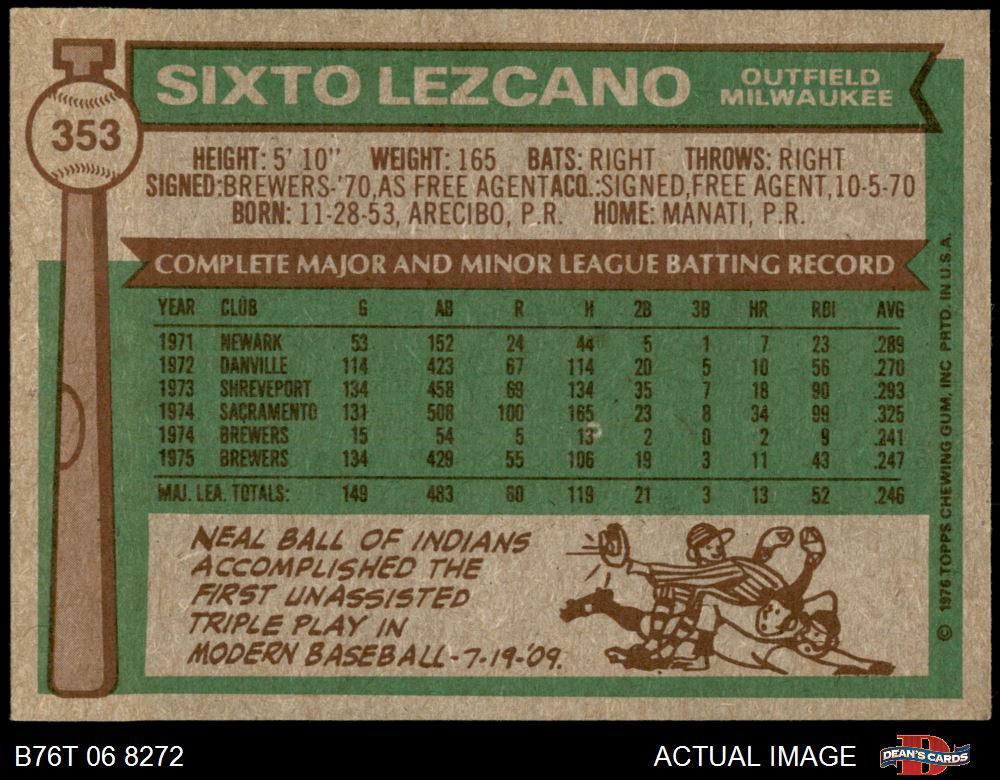 SIXTO LEZCANO
OUTFIELD
MILWAUKEE
353
HEIGHT: 5' 10" WEIGHT: 165 BATS: RIGHT THROWS: RIGHT
SIGNED:BREWERS-'70,AS FREE AGENT ACQ.:SIGNED,FREE AGENT,10-5-70
BORN: 11-28-53, ARECIBO, P.R. HOME: MANATI, P.R.
COMPLETE MAJOR AND MINOR LEAGUE BATTING RECORD
YEAR CLUB G AB R H 2B 3B HR RBI AVG
1971 NEWARK 53 152 24 44 5 1 7 23 .289
1972 DANVILLE 114 423 67 114 20 5 10 56 .270
1973 SHREVEPORT 134 458 69 134 35 7 18 90 .293
1974 SACRAMENTO 131 508 100 165 23 8 34 99 .325
1974 BREWERS 15 54 5 13 2 0 2 9 .241
1975 BREWERS 134 429 55 106 19 3 11 43 .247
MAJ. LEA. TOTALS: 149 483 60 119 21 3 13 52 .246
NEAL BALL OF INDIANS
ACCOMPLISHED THE
FIRST UNASSISTED
TRIPLE PLAY IN
MODERN BASEBALL-7-19-'09.
© 1976 TOPPS CHEWING GUM, INC PRTD. IN U.S.A.
B76T 06 8272
ACTUAL IMAGE
D
DEAN'S CARDS